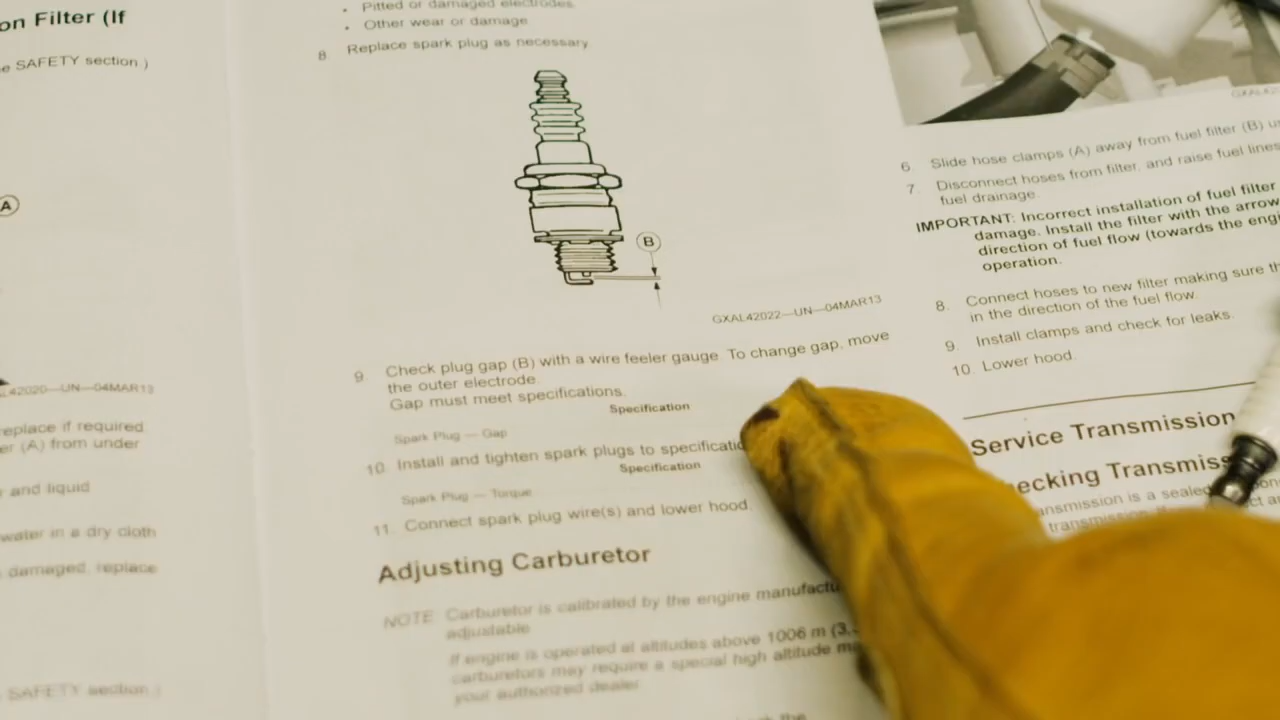 on Filter (If
e SAFETY section.)
A
L42020—UN—04MAR13
replace if required.
er (A) from under
and liquid
water in a dry cloth
damaged, replace
SAFETY section.)
• Pitted or damaged electrodes.
• Other wear or damage
8. Replace spark plug as necessary.
B
GXAL42022—UN—04MAR13
9. Check plug gap (B) with a wire feeler gauge. To change gap, move
the outer electrode.
Gap must meet specifications.
Specification
Spark Plug — Gap
10. Install and tighten spark plugs to specificatio
Specification
Spark Plug — Torque
11. Connect spark plug wire(s) and lower hood.
Adjusting Carburetor
NOTE: Carburetor is calibrated by the engine manufactu
adjustable.
If engine is operated at altitudes above 1006 m (3,
carburetors may require a special high altitude ma
your authorized dealer.
the
6. Slide hose clamps (A) away from fuel filter (B) u
7. Disconnect hoses from filter, and raise fuel lines
fuel drainage.
IMPORTANT: Incorrect installation of fuel filter
damage. Install the filter with the arrow
direction of fuel flow (towards the eng
operation.
8. Connect hoses to new filter making sure th
in the direction of the fuel flow.
9. Install clamps and check for leaks.
10. Lower hood.
Service Transmission
ecking Transmiss
ansmission is a sealed
transmission.